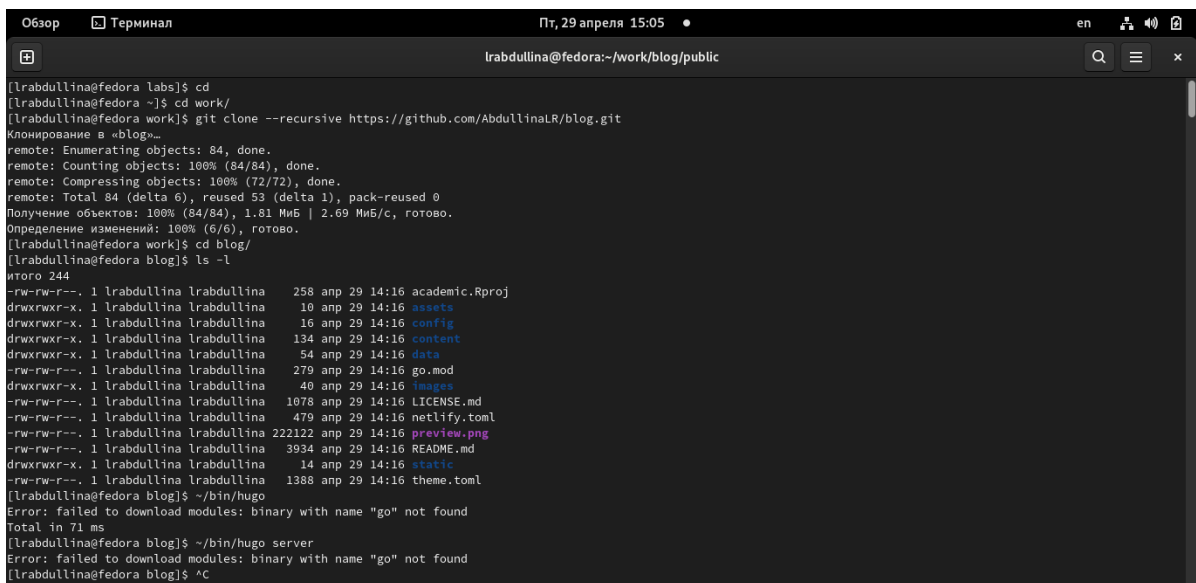 Обзор Терминал Пт, 29 апреля 15:05 en
lrabdullina@fedora:~/work/blog/public
[lrabdullina@fedora labs]$ cd
[lrabdullina@fedora ~]$ cd work/
[lrabdullina@fedora work]$ git clone --recursive https://github.com/AbdullinaLR/blog.git
Клонирование в «blog»…
remote: Enumerating objects: 84, done.
remote: Counting objects: 100% (84/84), done.
remote: Compressing objects: 100% (72/72), done.
remote: Total 84 (delta 6), reused 53 (delta 1), pack-reused 0
Получение объектов: 100% (84/84), 1.81 МиБ | 2.69 МиБ/с, готово.
Определение изменений: 100% (6/6), готово.
[lrabdullina@fedora work]$ cd blog/
[lrabdullina@fedora blog]$ ls -l
итого 244
-rw-rw-r--. 1 lrabdullina lrabdullina    258 апр 29 14:16 academic.Rproj
drwxrwxr-x. 1 lrabdullina lrabdullina     10 апр 29 14:16 assets
drwxrwxr-x. 1 lrabdullina lrabdullina     16 апр 29 14:16 config
drwxrwxr-x. 1 lrabdullina lrabdullina    134 апр 29 14:16 content
drwxrwxr-x. 1 lrabdullina lrabdullina     54 апр 29 14:16 data
-rw-rw-r--. 1 lrabdullina lrabdullina    279 апр 29 14:16 go.mod
drwxrwxr-x. 1 lrabdullina lrabdullina     40 апр 29 14:16 images
-rw-rw-r--. 1 lrabdullina lrabdullina   1078 апр 29 14:16 LICENSE.md
-rw-rw-r--. 1 lrabdullina lrabdullina    479 апр 29 14:16 netlify.toml
-rw-rw-r--. 1 lrabdullina lrabdullina 222122 апр 29 14:16 preview.png
-rw-rw-r--. 1 lrabdullina lrabdullina   3934 апр 29 14:16 README.md
drwxrwxr-x. 1 lrabdullina lrabdullina     14 апр 29 14:16 static
-rw-rw-r--. 1 lrabdullina lrabdullina   1388 апр 29 14:16 theme.toml
[lrabdullina@fedora blog]$ ~/bin/hugo
Error: failed to download modules: binary with name "go" not found
Total in 71 ms
[lrabdullina@fedora blog]$ ~/bin/hugo server
Error: failed to download modules: binary with name "go" not found
[lrabdullina@fedora blog]$ ^C